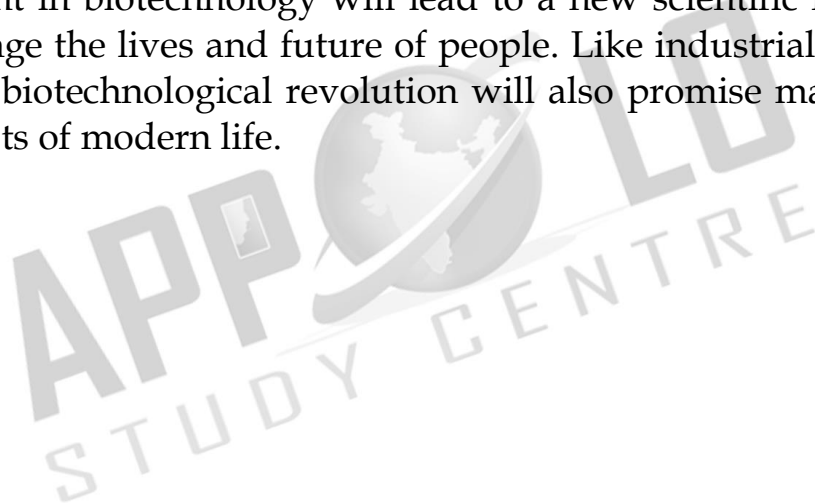 nt in biotechnology will lead to a new scientific
nge the lives and future of people. Like industrial
biotechnological revolution will also promise ma
ts of modern life.
APPOLO
STUDY CENTRE